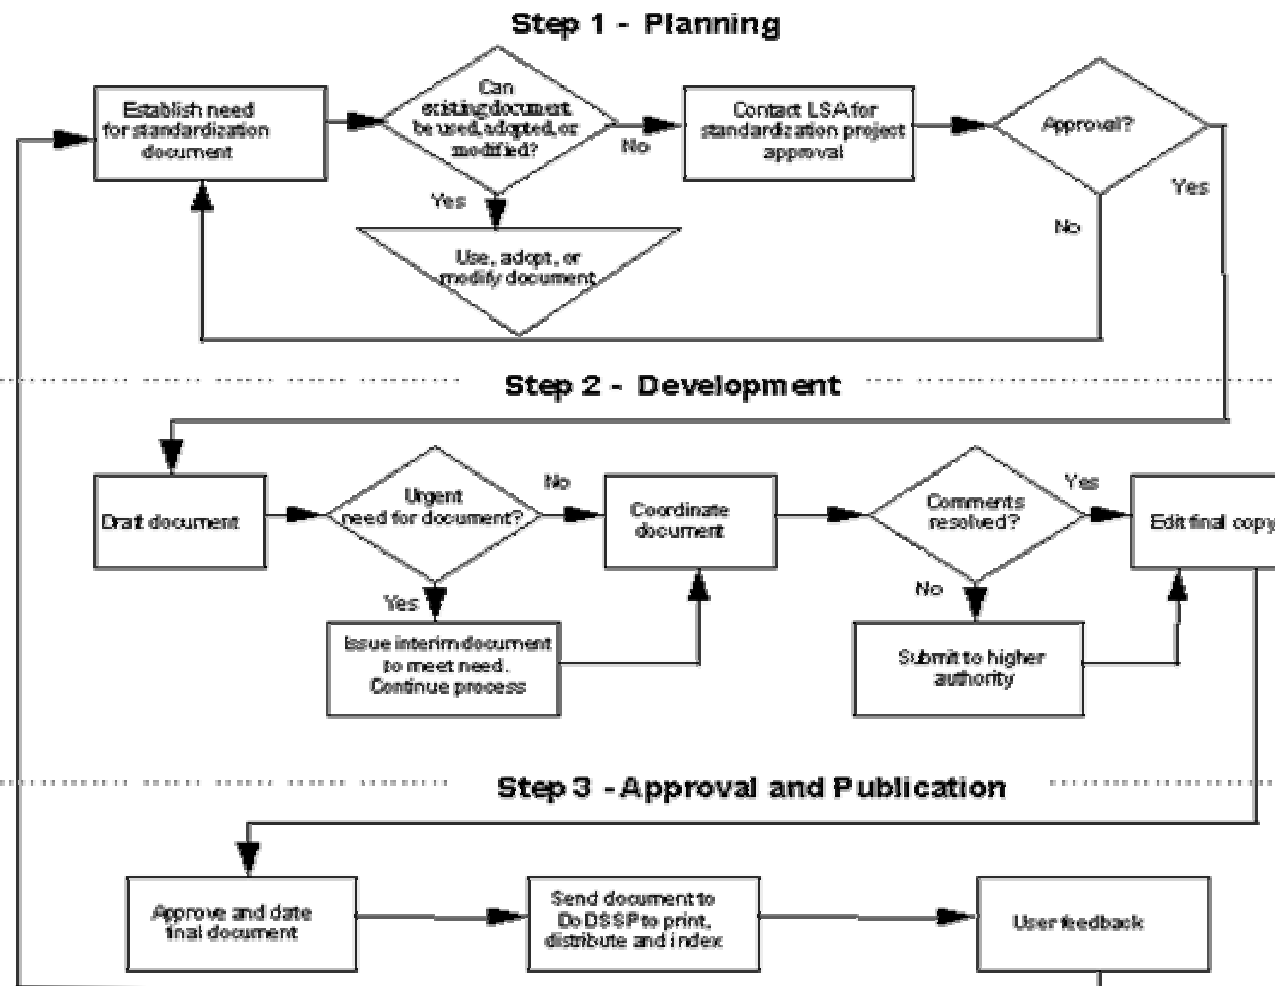 Step 1 - Planning
Establish need
for standardization
document
Can
existing document
be used, adopted, or
modified?
No
Contact LSA for
standardization project
approval
Approval?
Yes
No
Yes
Use, adopt, or
modify document
Step 2 - Development
Draft document
Urgent
need for document?
No
Coordinate
document
Comments
resolved?
Yes
Edit final copy
Yes
Issue interim document
to meet need.
Continue process
No
Submit to higher
authority
Step 3 - Approval and Publication
Approve and date
final document
Send document to
DoDSSP to print,
distribute and index
User feedback